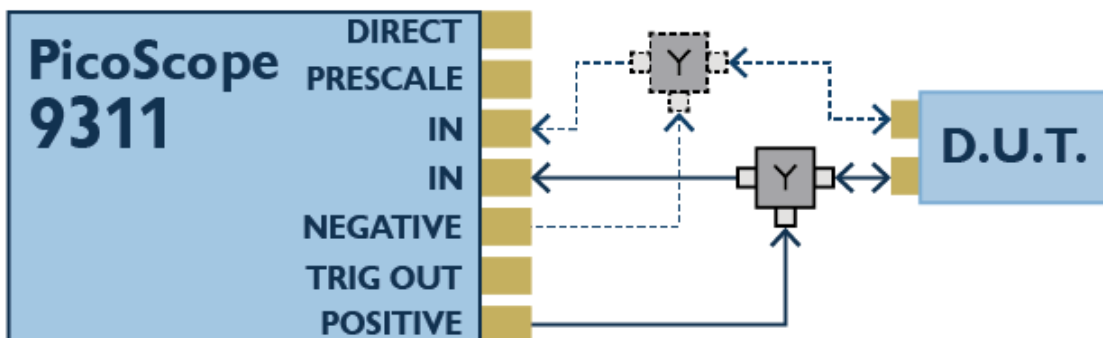 PicoScope
9311
DIRECT
PRESCALE
IN
IN
NEGATIVE
TRIG OUT
POSITIVE
Y
Y
D.U.T.